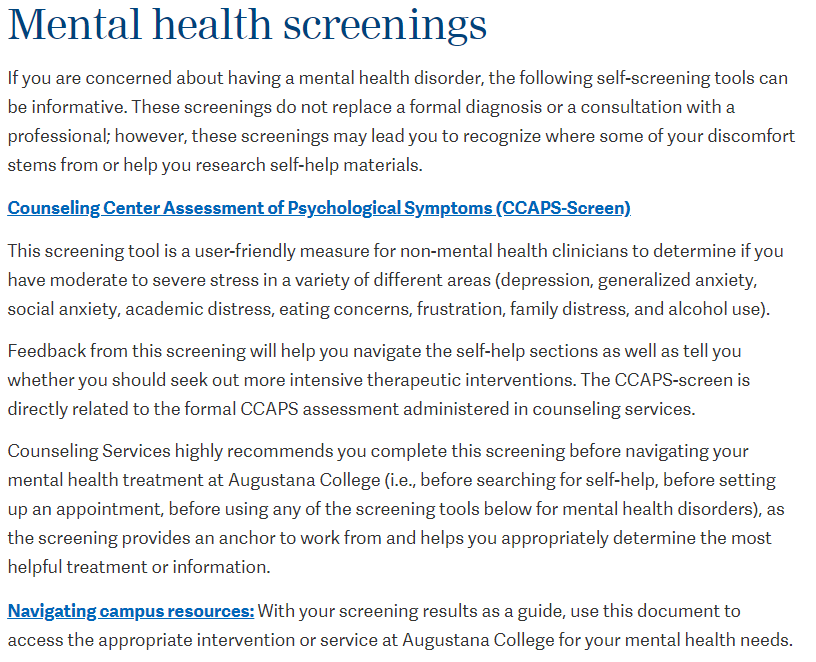 Mental health screenings
If you are concerned about having a mental health disorder, the following self-screening tools can
be informative. These screenings do not replace a formal diagnosis or a consultation with a
professional; however, these screenings may lead you to recognize where some of your discomfort
stems from or help you research self-help materials.
Counseling Center Assessment of Psychological Symptoms (CCAPS-Screen)
This screening tool is a user-friendly measure for non-mental health clinicians to determine if you
have moderate to severe stress in a variety of different areas (depression, generalized anxiety,
social anxiety, academic distress, eating concerns, frustration, family distress, and alcohol use).
Feedback from this screening will help you navigate the self-help sections as well as tell you
whether you should seek out more intensive therapeutic interventions. The CCAPS-screen is
directly related to the formal CCAPS assessment administered in counseling services.
Counseling Services highly recommends you complete this screening before navigating your
mental health treatment at Augustana College (i.e., before searching for self-help, before setting
up an appointment, before using any of the screening tools below for mental health disorders), as
the screening provides an anchor to work from and helps you appropriately determine the most
helpful treatment or information.
Navigating campus resources: With your screening results as a guide, use this document to
access the appropriate intervention or service at Augustana College for your mental health needs.